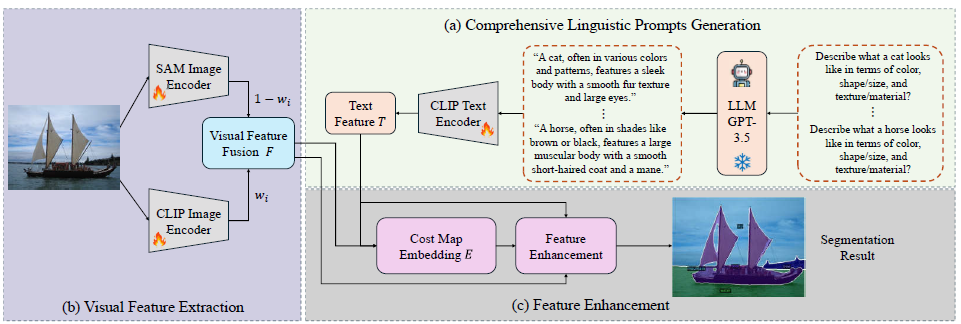 (a) Comprehensive Linguistic Prompts Generation
SAM Image
Encoder
1 − wᵢ
Visual Feature
Fusion F
wᵢ
CLIP Image
Encoder
(b) Visual Feature Extraction
Text
Feature T
CLIP Text
Encoder
“A cat, often in various colors
and patterns, features a sleek
body with a smooth fur texture
and large eyes.”
⋮
“A horse, often in shades like
brown or black, features a large
muscular body with a smooth
short-haired coat and a mane.”
LLM
GPT-
3.5
Describe what a cat looks
like in terms of color,
shape/size, and
texture/material?
⋮
Describe what a horse looks
like in terms of color,
shape/size, and
texture/material?
Cost Map
Embedding E
Feature
Enhancement
Segmentation
Result
(c) Feature Enhancement